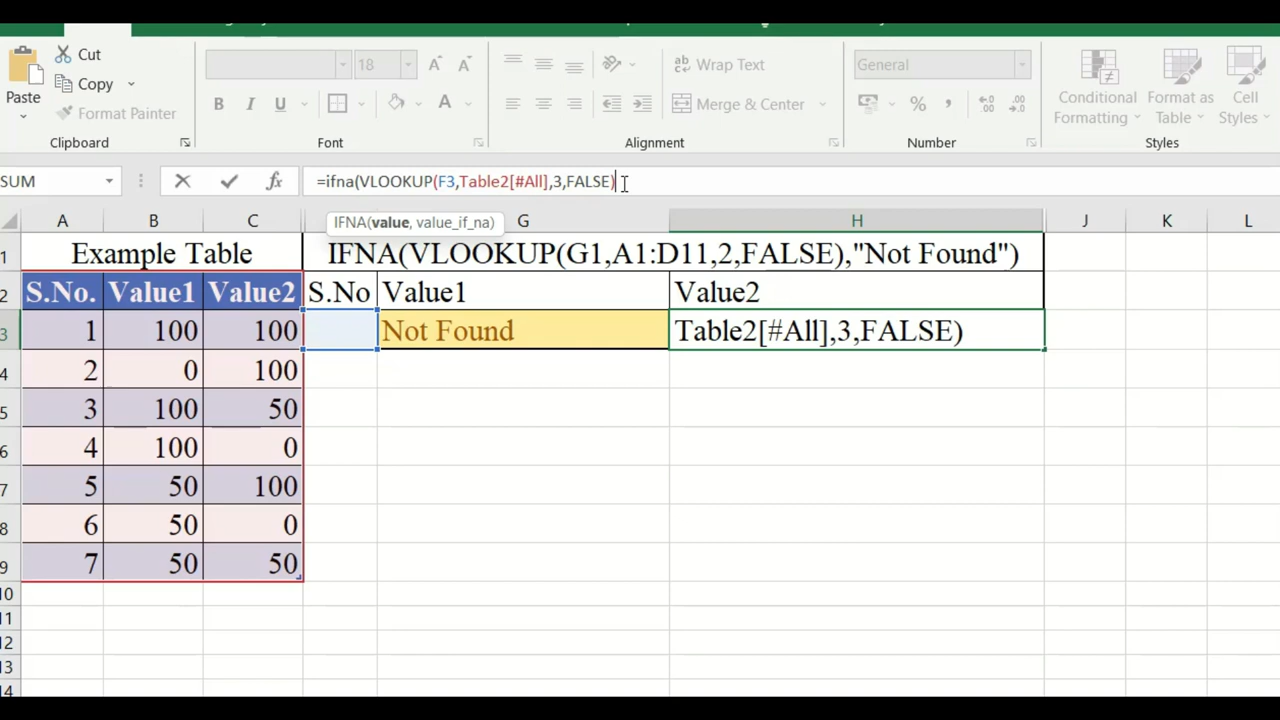 Cut
Copy
Paste
Format Painter
Clipboard
18
A A
B I U A
Font
ab Wrap Text
Merge & Center
Alignment
General
% ,
Number
Conditional Formatting
Format as Table
Cell Styles
Styles
SUM
fx =ifna(VLOOKUP(F3,Table2[#All],3,FALSE)
IFNA(value, value_if_na)
A B C G H J K L
1 Example Table IFNA(VLOOKUP(G1,A1:D11,2,FALSE),"Not Found")
2 S.No. Value1 Value2 S.No Value1 Value2
3 1 100 100 Not Found Table2[#All],3,FALSE)
4 2 0 100
5 3 100 50
6 4 100 0
7 5 50 100
8 6 50 0
9 7 50 50
10
11
12
13
14